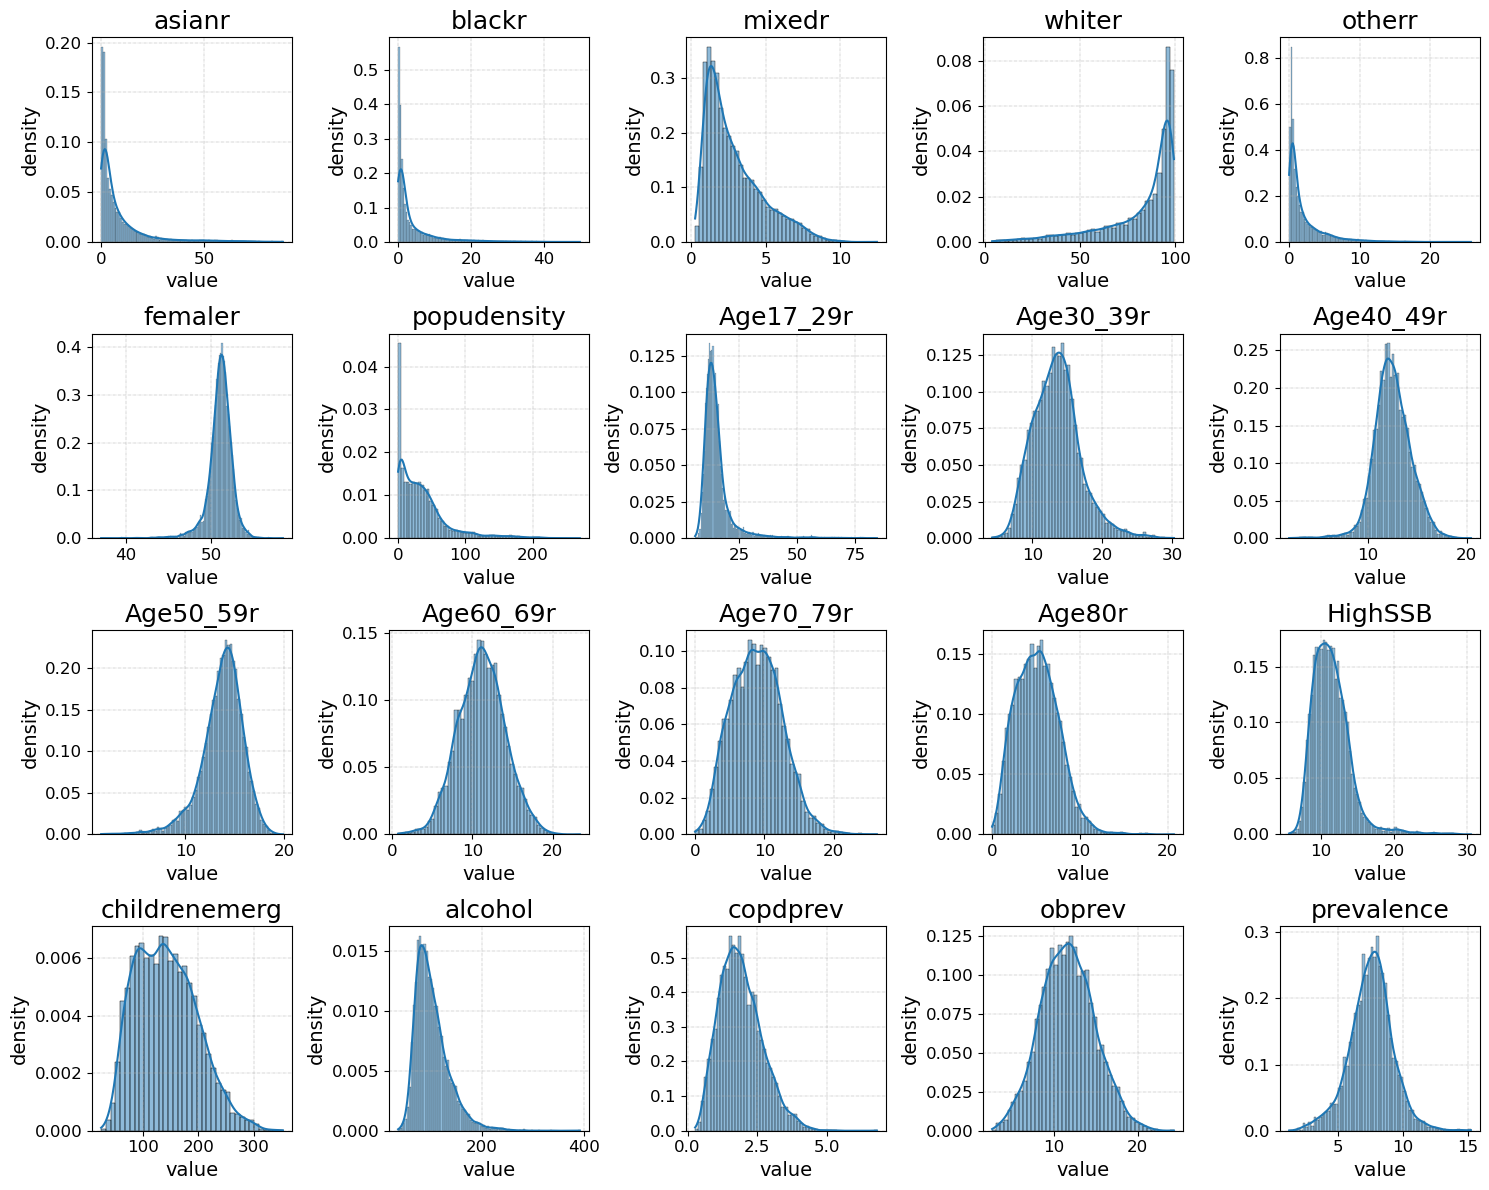 asianr blackr mixedr whiter otherr
density density density density density
0.20 0.15 0.10 0.05 0.00
0.5 0.4 0.3 0.2 0.1 0.0
0.3 0.2 0.1 0.0
0.08 0.06 0.04 0.02 0.00
0.8 0.6 0.4 0.2 0.0
0 50 0 20 40 0 5 10 0 50 100 0 10 20
value value value value value
femaler popudensity Age17_29r Age30_39r Age40_49r
density density density density density
0.4 0.3 0.2 0.1 0.0
0.04 0.03 0.02 0.01 0.00
0.125 0.100 0.075 0.050 0.025 0.000
0.125 0.100 0.075 0.050 0.025 0.000
0.25 0.20 0.15 0.10 0.05 0.00
40 50 0 100 200 25 50 75 10 20 30 10 20
value value value value value
Age50_59r Age60_69r Age70_79r Age80r HighSSB
density density density density density
0.20 0.15 0.10 0.05 0.00
0.15 0.10 0.05 0.00
0.10 0.08 0.06 0.04 0.02 0.00
0.15 0.10 0.05 0.00
0.15 0.10 0.05 0.00
10 20 0 10 20 0 10 20 0 10 20 10 20 30
value value value value value
childrenemerg alcohol copdprev obprev prevalence
density density density density density
0.006 0.004 0.002 0.000
0.015 0.010 0.005 0.000
0.5 0.4 0.3 0.2 0.1 0.0
0.125 0.100 0.075 0.050 0.025 0.000
0.3 0.2 0.1 0.0
100 200 300 200 400 0.0 2.5 5.0 10 20 5 10 15
value value value value value